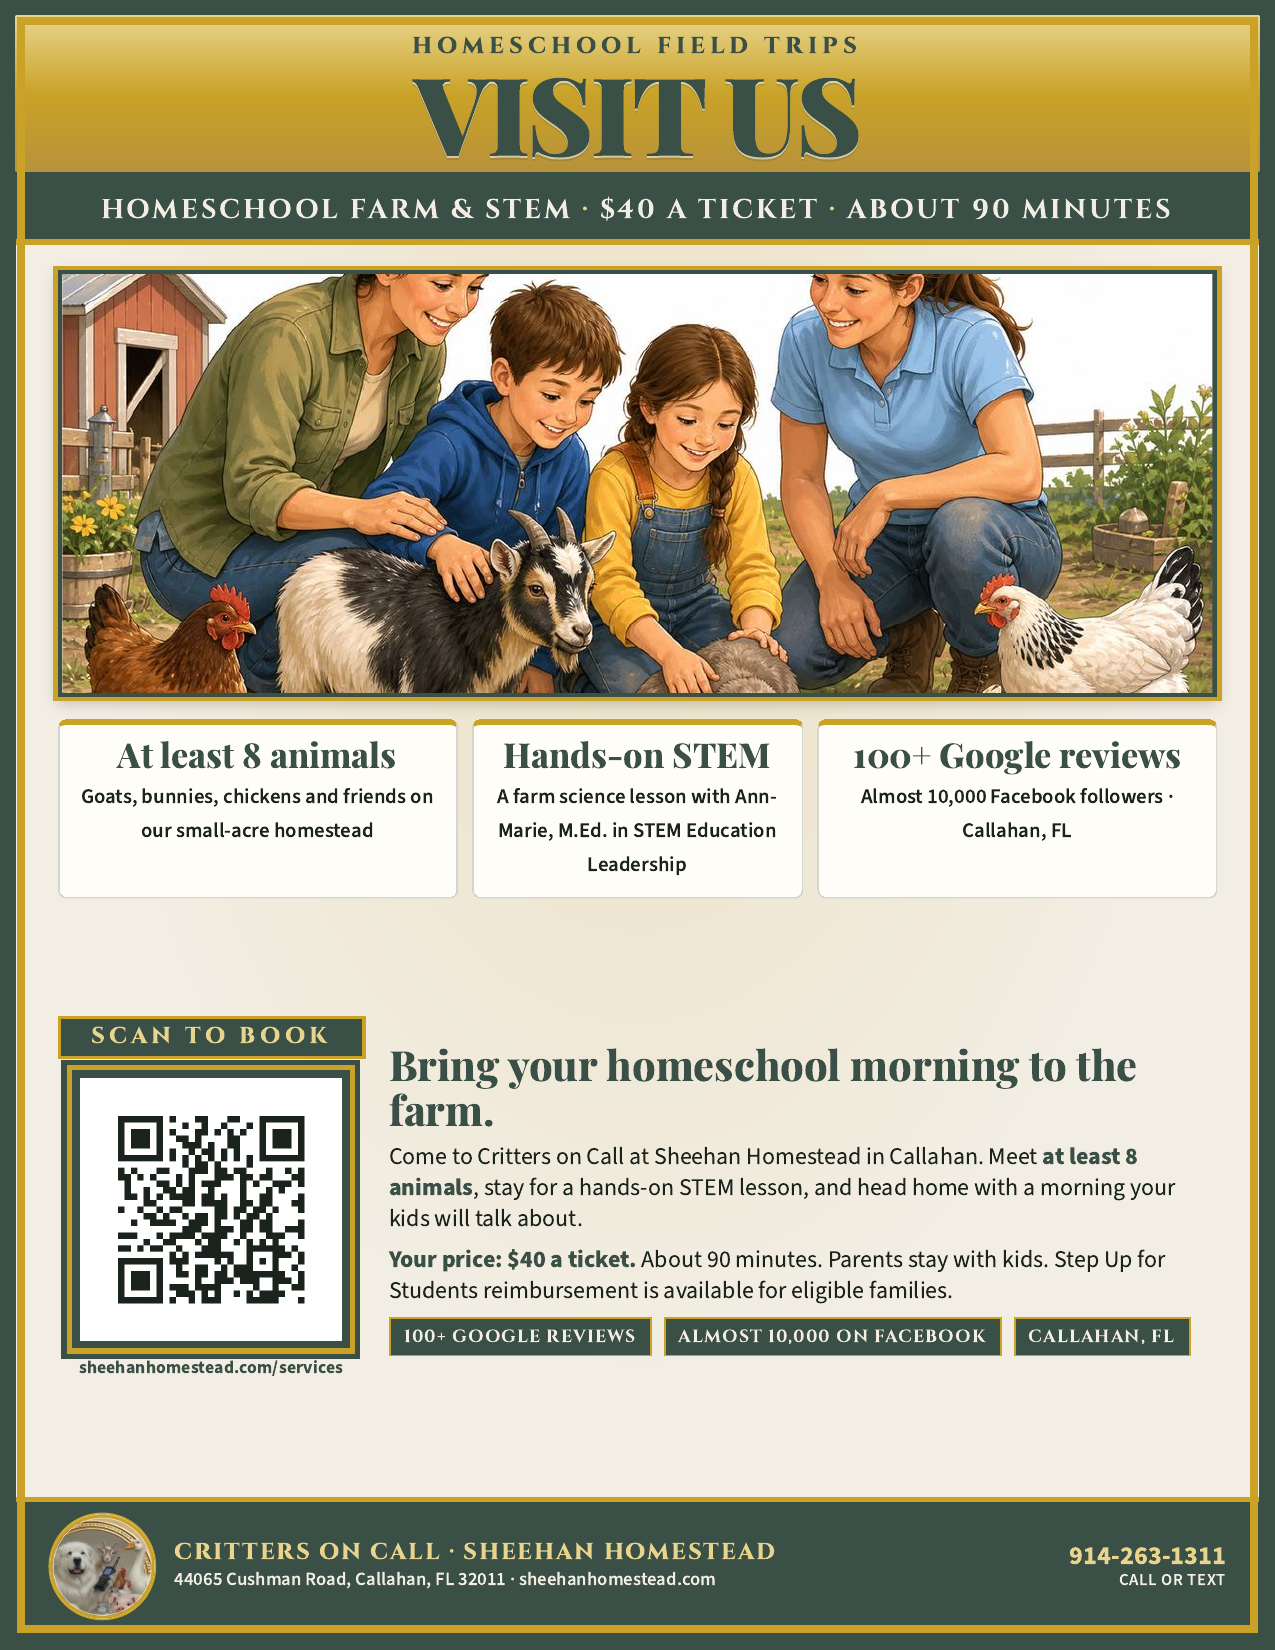 HOMESCHOOL FIELD TRIPS
VISIT US
HOMESCHOOL FARM & STEM · $40 A TICKET · ABOUT 90 MINUTES
At least 8 animals
Goats, bunnies, chickens and friends on
our small-acre homestead
Hands-on STEM
A farm science lesson with Ann-
Marie, M.Ed. in STEM Education
Leadership
100+ Google reviews
Almost 10,000 Facebook followers ·
Callahan, FL
SCAN TO BOOK
sheehanhomestead.com/services
Bring your homeschool morning to the
farm.
Come to Critters on Call at Sheehan Homestead in Callahan. Meet at least 8
animals, stay for a hands-on STEM lesson, and head home with a morning your
kids will talk about.
Your price: $40 a ticket. About 90 minutes. Parents stay with kids. Step Up for
Students reimbursement is available for eligible families.
100+ GOOGLE REVIEWS
ALMOST 10,000 ON FACEBOOK
CALLAHAN, FL
CRITTERS ON CALL · SHEEHAN HOMESTEAD
44065 Cushman Road, Callahan, FL 32011 · sheehanhomestead.com
914-263-1311
CALL OR TEXT